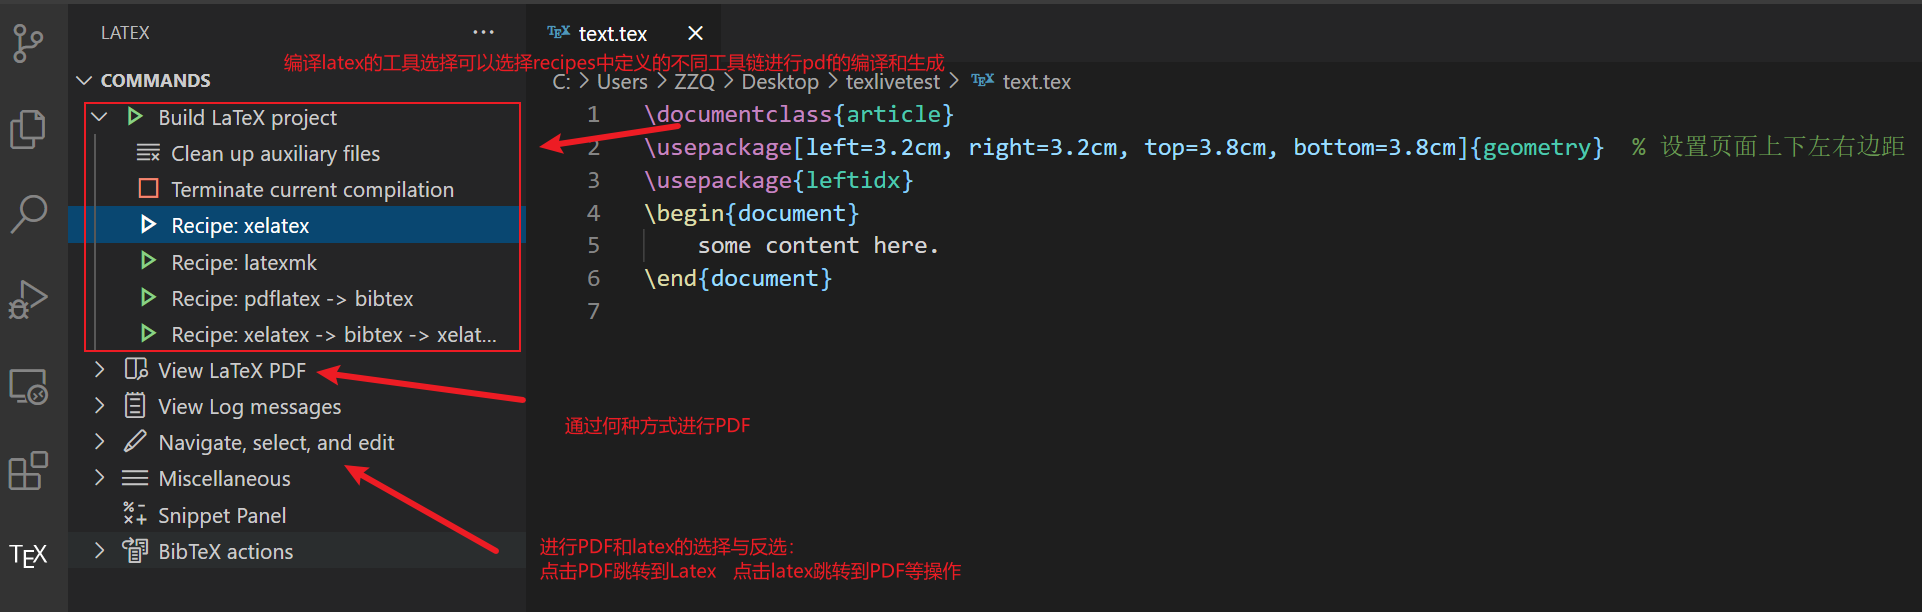 LATEX
COMMANDS
Build LaTeX project
Clean up auxiliary files
Terminate current compilation
Recipe: xelatex
Recipe: latexmk
Recipe: pdflatex -> bibtex
Recipe: xelatex -> bibtex -> xelat...
View LaTeX PDF
View Log messages
Navigate, select, and edit
Miscellaneous
Snippet Panel
BibTeX actions
TEX
TEX text.tex
编译latex的工具选择可以选择recipes中定义的不同工具链进行pdf的编译和生成
C: > Users > ZZQ > Desktop > texlivetest > TEX text.tex
1 \documentclass{article}
2 \usepackage[left=3.2cm, right=3.2cm, top=3.8cm, bottom=3.8cm]{geometry} % 设置页面上下左右边距
3 \usepackage{leftidx}
4 \begin{document}
5 some content here.
6 \end{document}
7
通过何种方式进行PDF
进行PDF和latex的选择与反选：
点击PDF跳转到Latex 点击latex跳转到PDF等操作